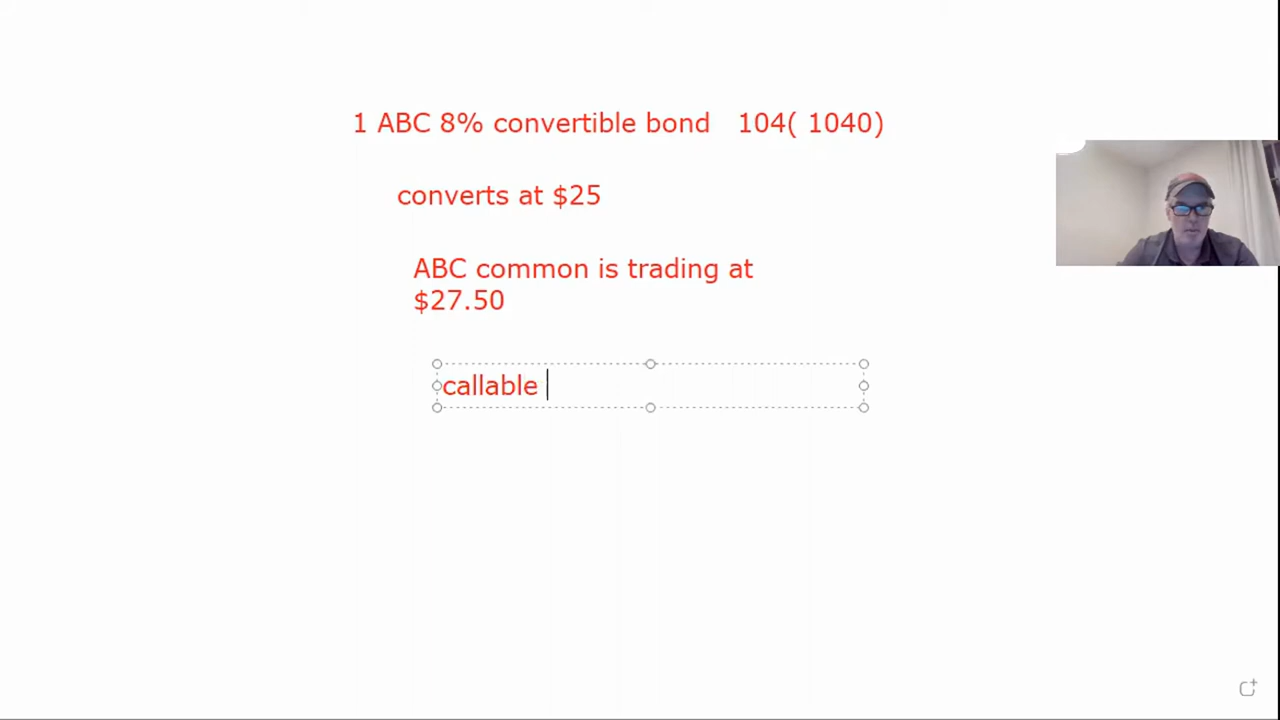 1 ABC 8% convertible bond 104( 1040)
converts at $25
ABC common is trading at
$27.50
callable